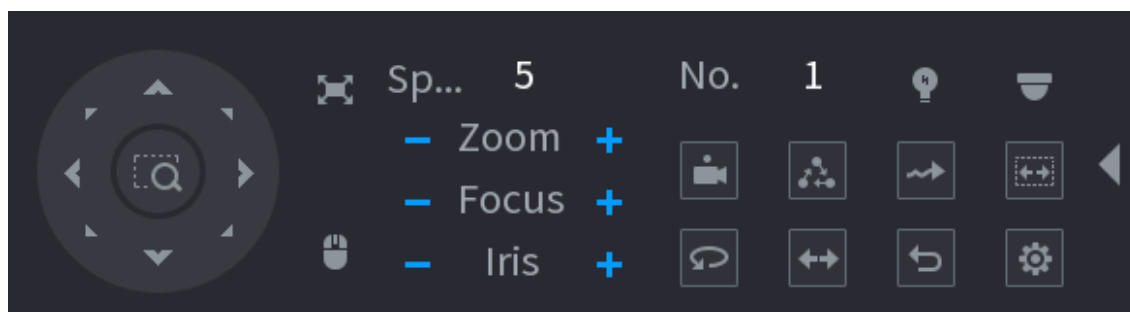 Sp... 5 No. 1
− Zoom +
− Focus +
− Iris +